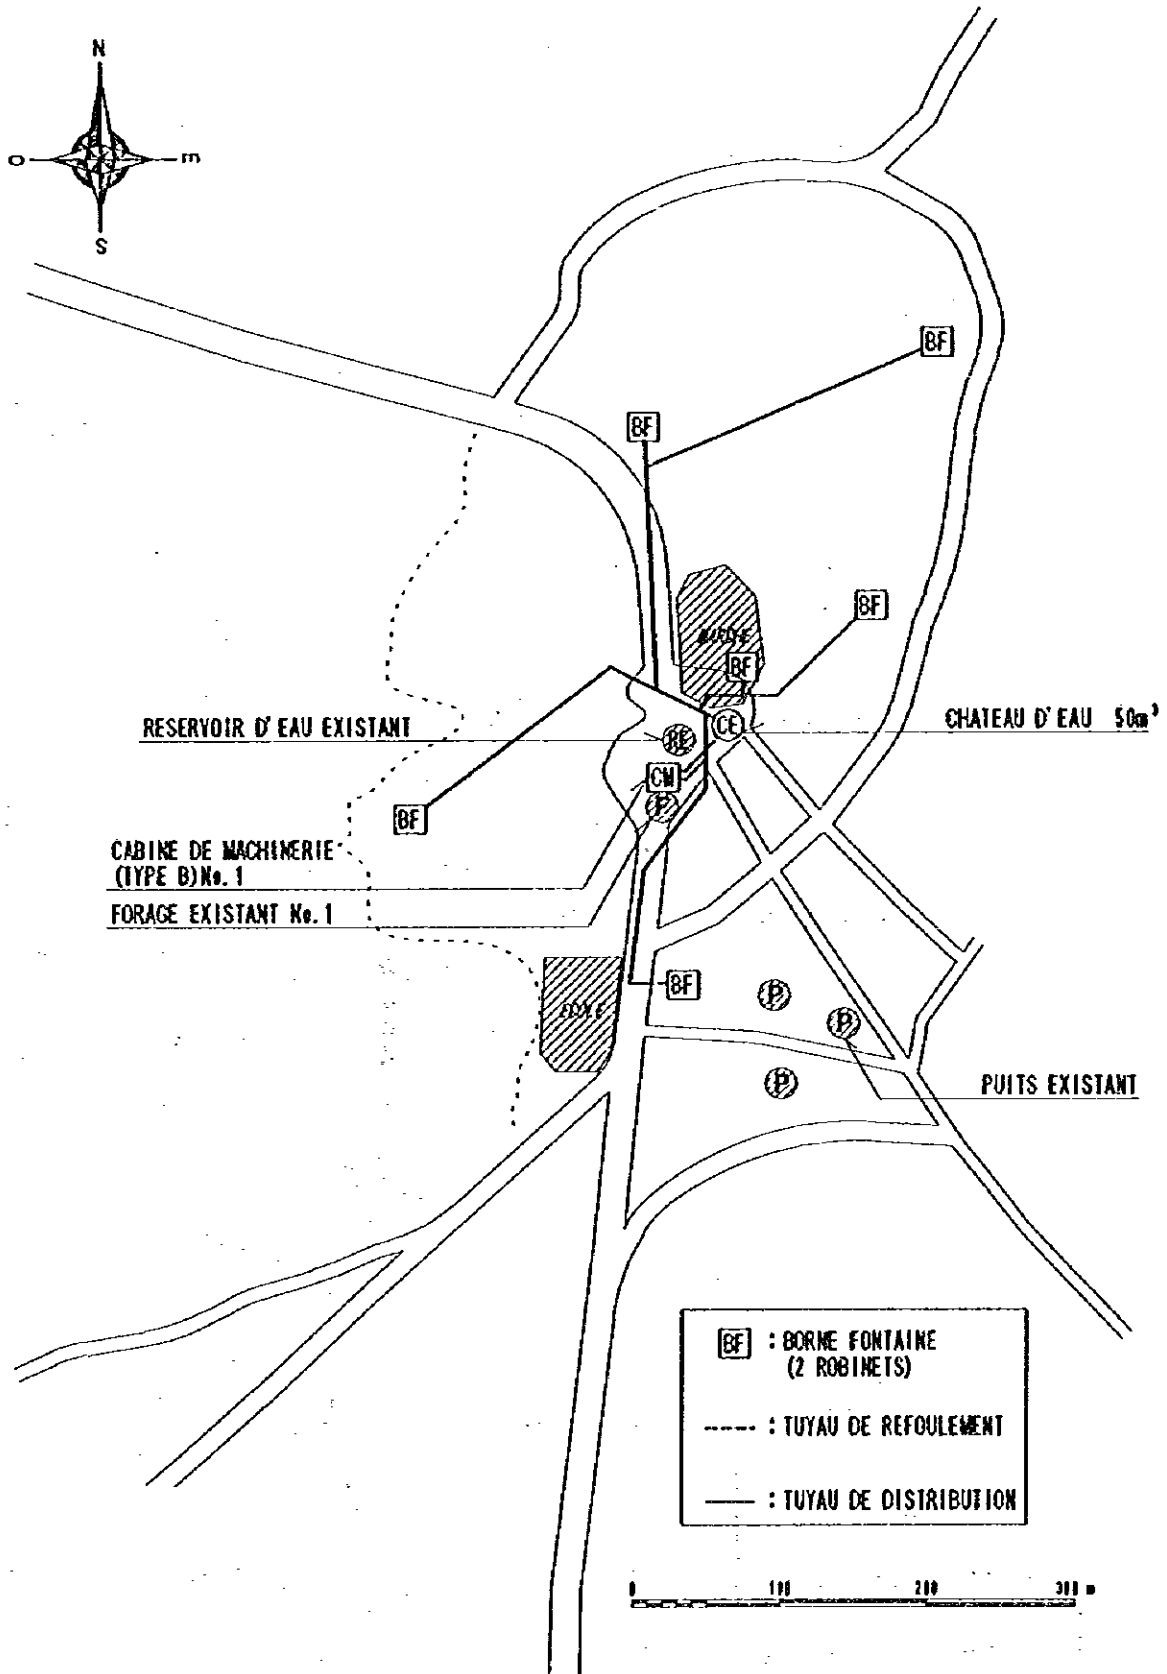 N
O
E
S
BF
BF
BF
BF
RESERVOIR D'EAU EXISTANT
RE
CE
CHATEAU D'EAU 50m³
CM
BF
F
CABINE DE MACHINERIE
(TYPE B)No.1
FORAGE EXISTANT No.1
BF
P
P
P
PUITS EXISTANT
BF : BORNE FONTAINE
(2 ROBINETS)
: TUYAU DE REFOULEMENT
: TUYAU DE DISTRIBUTION
0 100 200 300 m